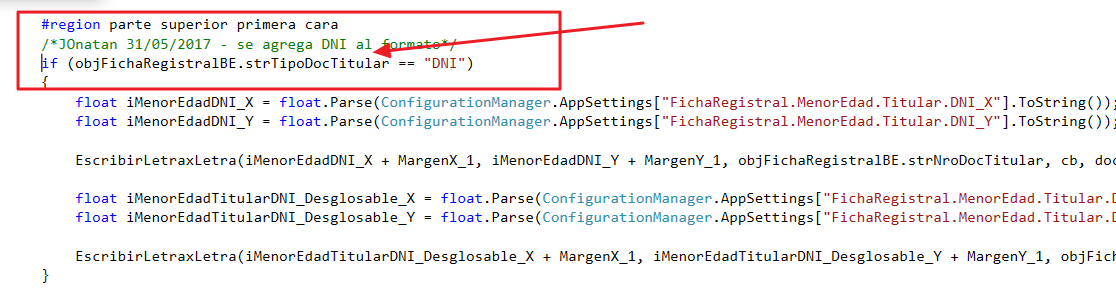 #region parte superior primera cara
/*JOnatan 31/05/2017 - se agrega DNI al formato*/
if (objFichaRegistralBE.strTipoDocTitular == "DNI")
{
float iMenorEdadDNI_X = float.Parse(ConfigurationManager.AppSettings["FichaRegistral.MenorEdad.Titular.DNI_X"].ToString());
float iMenorEdadDNI_Y = float.Parse(ConfigurationManager.AppSettings["FichaRegistral.MenorEdad.Titular.DNI_Y"].ToString());
EscribirLetraxLetra(iMenorEdadDNI_X + MargenX_1, iMenorEdadDNI_Y + MargenY_1, objFichaRegistralBE.strNroDocTitular, cb, doc
float iMenorEdadTitularDNI_Desglosable_X = float.Parse(ConfigurationManager.AppSettings["FichaRegistral.MenorEdad.Titular.D
float iMenorEdadTitularDNI_Desglosable_Y = float.Parse(ConfigurationManager.AppSettings["FichaRegistral.MenorEdad.Titular.D
EscribirLetraxLetra(iMenorEdadTitularDNI_Desglosable_X + MargenX_1, iMenorEdadTitularDNI_Desglosable_Y + MargenY_1, objFich
}